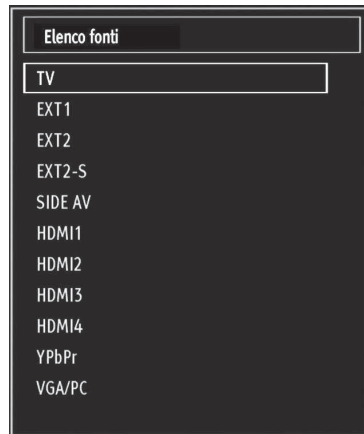 Elenco fonti
TV
EXT1
EXT2
EXT2-S
SIDE AV
HDMI1
HDMI2
HDMI3
HDMI4
YPbPr
VGA/PC